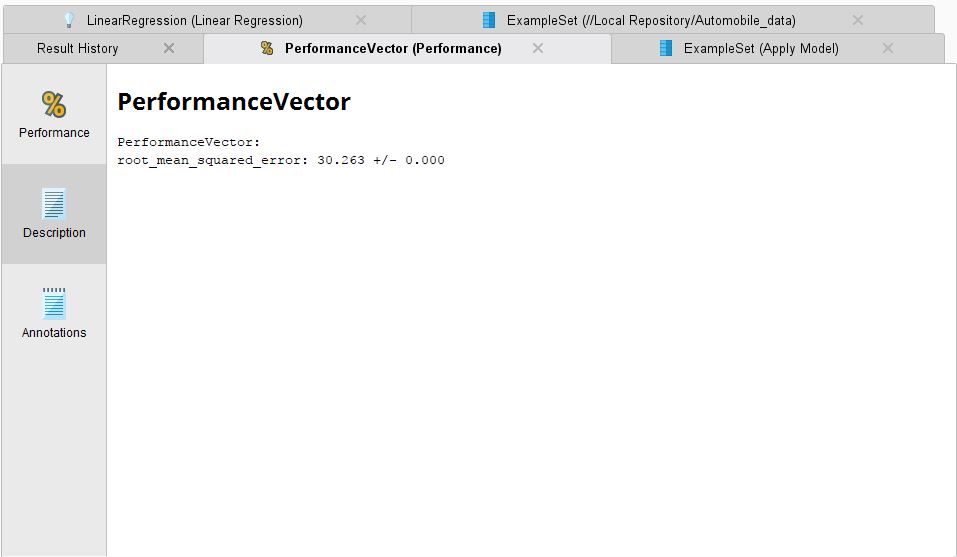 LinearRegression (Linear Regression)
ExampleSet (//Local Repository/Automobile_data)
Result History
% PerformanceVector (Performance)
ExampleSet (Apply Model)
%
Performance
Description
Annotations
PerformanceVector
PerformanceVector:
root_mean_squared_error: 30.263 +/- 0.000